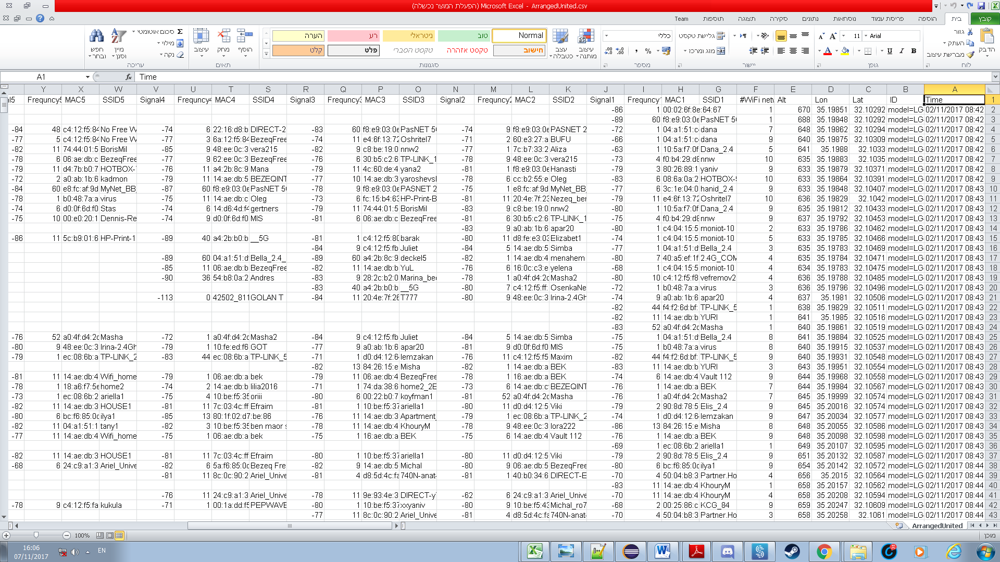 Microsoft Excel - ArrangedUnited.csv (הפעלת המוצר נכשלה)
קובץ בית הוספה פריסת עמוד נוסחאות נתונים סקירה תצוגה תוספות Team
הדבק גזור העתק מברשת עיצוב לוח
Arial 11 B I U גופן
גלישת טקסט מזג ומרכז יישור
כללי % מספר
עיצוב מותנה עצב כטבלה
Normal טוב ניטראלי רע הערה
חישוב טקסט אזהרה טקסט הסברי פלט קלט
סגנונות
הוסף מחק עיצוב תאים
סכום אוטומטי מילוי נקה מיין וסנן חפש ובחר עריכה
A1 fx Time
Y X W V U T S R Q P O N M L K J I H G F E D C B A
al5 Frequncy5 MAC5 SSID5 Signal4 Frequncy4 MAC4 SSID4 Signal3 Frequncy3 MAC3 SSID3 Signal2 Frequncy2 MAC2 SSID2 Signal1 Frequncy1 MAC1 SSID1 #WiFi netw Alt Lon Lat ID Time 1
-86 1 00:02:6f:8e:64:67 1 670 35.19851 32.10292 model=LG- 02/11/2017 08:42 2
-89 60 f8:e9:03:0e PasNET 5G 1 688 35.19848 32.10292 model=LG- 02/11/2017 08:42 3
-84 48 c4:12:f5:84 No Free W -74 6 22:16:d8:b DIRECT-2 -83 60 f8:e9:03:0e PasNET 5G -74 9 f8:e9:03:0e PASNET 2 -72 1 04:a1:51:c dana 7 648 35.19862 32.10294 model=LG- 02/11/2017 08:42 4
-77 5 c4:12:f5:84 No Free W -77 3 6a:12:f5:84 BezeqFree -74 11 e4:6f:13:72 Oshritel7 -71 2 60:e3:27:a BUFU -66 1 04:a1:51:c dana 9 640 35.19875 32.10309 model=LG- 02/11/2017 08:42 5
-82 11 74:44:01:5 BorisMil -85 9 48:ee:0c:3 vera215 -82 9 c8:be:19:0 nnw2 -77 1 7c:b7:33:2 Aliza -63 1 10:5a:f7:0f Dana_2.4 5 641 35.1988 32.1033 model=LG- 02/11/2017 08:42 6
-78 6 06:ae:db:c BezeqFree -77 9 62:ee:0c:3 BezeqFree -76 6 30:b5:c2:6 TP-LINK_1 -78 9 48:ee:0c:3 vera215 -73 4 f0:b4:29:d8 nnw 10 635 35.19883 32.1035 model=LG- 02/11/2017 08:42 7
-79 11 d4:7b:b0:7 HOTBOX- -76 11 a4:2b:8c:9 Mana -79 11 4c:60:de:4 yana2 -81 1 f8:e9:03:0e Hanasti -79 3 80:26:89:1 yaniv 9 633 35.19879 32.10371 model=LG- 02/11/2017 08:42 8
-72 2 a0:ab:1b:6 kadmon -79 11 14:ae:db:5 BEZEQINT -77 10 14:ae:db:3 yaroshevsl -78 6 cc:b2:55:e Oleg -83 6 08:6a:0a:2 HOTBOX- 10 633 35.19864 32.10391 model=LG- 02/11/2017 08:42 9
-84 60 e8:fc:af:9d MyNet_BB_ -87 60 f8:e9:03:0e PasNET 5G -78 9 f8:e9:03:0e PASNET 2 -75 1 e8:fc:af:9d MyNet_BB_ -77 6 3c:1e:04:0 hanid_2.4 9 633 35.19848 32.10407 model=LG- 02/11/2017 08:43 10
-78 1 b0:48:7a:a virus -75 11 14:ae:db:c Oleg -73 6 fc:15:b4:63 HP-Print-B -81 11 20:4e:7f:23 Nezeq_ber -79 11 e4:6f:13:72 Oshritel7 10 636 35.19829 32.1042 model=LG- 02/11/2017 08:43 11
-74 6 d0:0f:6d:f0 Stas -74 6 14:d6:4d:f4 gertners -79 11 74:44:01:5 BorisMil -83 9 c8:be:19:0 nnw2 -80 1 10:5a:f7:0f Dana_2.4 9 635 35.19812 32.10433 model=LG- 02/11/2017 08:43 12
-75 10 00:e0:20:1 Dennis-Re -74 9 d0:0f:6d:f0 MIS -81 6 06:ae:db:c BezeqFree -81 6 30:b5:c2:6 TP-LINK_1 -75 4 f0:b4:29:d8 nnw 9 637 35.19792 32.10453 model=LG- 02/11/2017 08:43 13
-83 9 a0:ab:1b:6 apar20 -80 1 c4:04:15:5 moniot-10 2 633 35.19786 32.10462 model=LG- 02/11/2017 08:43 14
-86 11 5c:b9:01:6 HP-Print-1 -89 40 a4:2b:b0:b __5G -81 1 c4:12:f5:80 barak -80 11 d8:fe:e3:03 Elizabet1 -74 1 c4:04:15:5 moniot-10 5 633 35.19785 32.10466 model=LG- 02/11/2017 08:43 15
-84 9 c4:12:f5:fb Juliet -84 5 14:ae:db:5 Simba -77 1 04:a1:51:d Bella_2.4 3 635 35.19783 32.10469 model=LG- 02/11/2017 08:43 16
-89 60 04:a1:51:d Bella_2.4_ -89 60 a4:2b:8c:9 deckel5 -82 1 14:ae:db:4 menahem -80 7 40:a5:ef:1f 2.4G_COM 4 635 35.19784 32.10471 model=LG- 02/11/2017 08:43 17
-85 11 06:ae:db:b BezeqFree -82 11 14:ae:db:b YuL -76 6 16:0c:c3:e yelena -68 1 c4:04:15:5 moniot-10 4 634 35.19783 32.10475 model=LG- 02/11/2017 08:43 18
-90 36 54:b8:0a:2 Andres -83 9 28:2c:b2:0 Marina_be -78 1 a0:4f:d4:2c Masha2 -80 10 c4:12:f5:f8 vefremov2 4 636 35.19788 32.10485 model=LG- 02/11/2017 08:43 19
-83 40 a4:2b:b0:b __5G -80 7 c4:12:f5:ff: OsenkaNe -72 1 b0:48:7a:a virus 3 636 35.19796 32.10496 model=LG- 02/11/2017 08:43 20
-113 0 42502_811 GOLAN T -84 11 20:4e:7f:26 T777 -80 9 48:ee:0c:3 Irina-2.4Gh -74 9 a0:ab:1b:6 apar20 4 637 35.1981 32.10506 model=LG- 02/11/2017 08:43 21
-82 44 f4:f2:6d:bf: TP-LINK_5 1 638 35.19829 32.10511 model=LG- 02/11/2017 08:43 22
-82 11 14:ae:db:b YURI 1 641 35.1985 32.10516 model=LG- 02/11/2017 08:43 23
-83 52 a0:4f:d4:2c Masha 1 640 35.19861 32.10519 model=LG- 02/11/2017 08:43 24
-76 52 a0:4f:d4:2c Masha -72 1 a0:4f:d4:2c Masha2 -84 9 c4:12:f5:fb Juliet -84 5 14:ae:db:5 Simba -75 1 04:a1:51:d Bella_2.4 8 641 35.19884 32.10525 model=LG- 02/11/2017 08:43 25
-80 9 48:ee:0c:3 Irina-2.4Gh -79 1 10:fe:ed:f6 GOT -77 9 a0:ab:1b:6 apar20 -81 9 d0:0f:6d:f0 MIS -75 1 b0:48:7a:a virus 8 640 35.19915 32.10537 model=LG- 02/11/2017 08:43 26
-79 1 ec:08:6b:a TP-LINK_2 -83 44 ec:08:6b:a TP-LINK_5 -71 1 d0:d4:12:6 lemzakan -76 11 c4:12:f5:f5 Maxim -82 44 f4:f2:6d:bf: TP-LINK_5 9 640 35.19931 32.10548 model=LG- 02/11/2017 08:43 27
-82 13 84:26:15:e Misha -82 1 14:ae:db:a BEK -83 11 14:ae:db:b YURI 3 643 35.19951 32.10554 model=LG- 02/11/2017 08:43 28
-81 11 14:ae:db:4 Wifi_home -79 1 06:ae:db:a bek -79 11 06:ae:db:4 BezeqFree -78 1 16:ae:db:a BEK -74 6 14:ae:db:4 Vault 112 9 644 35.19968 32.10558 model=LG- 02/11/2017 08:43 29
-78 1 18:a6:f7:5e home2 -74 2 14:ae:db:b lilia2016 -71 1 74:da:38:6 home2_2E -73 6 14:ae:db:c BEZEQINT -76 1 14:ae:db:a BEK 7 644 35.19984 32.10567 model=LG- 02/11/2017 08:43 30
-73 1 ec:08:6b:2 ariella1 -75 4 10:be:f5:35 oriii -80 6 00:22:b0:7 koyfman1 -81 52 a0:4f:d4:2c Masha -76 1 a0:4f:d4:2c Masha2 7 645 35.19999 32.10574 model=LG- 02/11/2017 08:43 31
-82 11 14:ae:db:3 HOUSE1 -81 11 7c:03:4c:ff Efraim -81 1 10:be:f5:37 ariella1 -80 11 d0:d4:12:5 Viki -79 2 90:8d:78:5 Elis_2.4 9 645 35.20016 32.10574 model=LG- 02/11/2017 08:43 32
-80 6 bc:f6:85:0c ilya1 -85 13 80:1f:02:d7:be:86 -76 11 14:ae:db:3 Apartment_ -79 1 ec:08:6b:a TP-LINK_2 -74 1 d0:d4:12:6 lemzakan 9 647 35.20034 32.10577 model=LG- 02/11/2017 08:43 33
-82 11 04:a1:51:1 tany1 -82 3 10:be:f5:35 ben maor s -78 11 14:ae:db:4 KhouryM -78 9 48:ee:0c:3 lora222 -86 13 84:26:15:e Misha 8 648 35.20055 32.10586 model=LG- 02/11/2017 08:43 34
-77 11 14:ae:db:4 Wifi_home -75 1 06:ae:db:a bek -75 1 16:ae:db:a BEK -75 6 14:ae:db:4 Vault 112 -76 1 14:ae:db:a BEK 9 648 35.20098 32.10598 model=LG- 02/11/2017 08:43 35
-69 1 ec:08:6b:2 ariella1 1 649 35.20107 32.10595 model=LG- 02/11/2017 08:43 36
-82 11 14:ae:db:3 HOUSE1 -81 11 7c:03:4c:ff Efraim -80 1 10:be:f5:37 ariella1 -80 11 d0:d4:12:5 Viki -79 2 90:8d:78:5 Elis_2.4 9 651 35.20132 32.10587 model=LG- 02/11/2017 08:43 37
-68 6 24:c9:a1:3 Ariel_Unive -82 6 5a:f6:85:0c Bezeq Fre -82 9 14:ae:db:5 Michal -80 9 06:ae:db:5 BezeqFree -80 6 bc:f6:85:0c ilya1 9 654 35.20142 32.10572 model=LG- 02/11/2017 08:44 38
-81 11 8c:0c:90:2 Ariel_Unive -81 4 d8:5d:4c:fa 740N-anat- -81 1 40:b0:34:6 DIRECT-E -70 4 50:04:b8:3 Partner.Ho 4 656 35.2015 32.10564 model=LG- 02/11/2017 08:44 39
-83 11 14:ae:db:4 KhouryM 1 658 35.20157 32.10562 model=LG- 02/11/2017 08:44 40
-76 11 24:c9:a1:3 Ariel_Unive -78 11 9e:93:4e:3 DIRECT-y -62 6 24:c9:a1:3 Ariel_Unive -70 11 14:ae:db:4 KhouryM 4 658 35.20208 32.10594 model=LG- 02/11/2017 08:44 41
-78 9 c4:12:f5:fa kukula -71 1 00:1a:dd:f5 PEPWAVE -80 1 10:be:f5:37 xxyaniv -80 9 10:be:f5:43 Michal_ro7 -68 2 00:25:86:c KCG_84 9 659 35.20247 32.10609 model=LG- 02/11/2017 08:44 42
-77 11 8c:0c:90:2 Ariel_Unive -81 4 d8:5d:4c:fa 740N-anat- -70 4 50:04:b8:3 Partner.Ho 3 658 35.20258 32.1061 model=LG- 02/11/2017 08:44 43
ArrangedUnited
100% מוכן
16:06
07/11/2017
EN